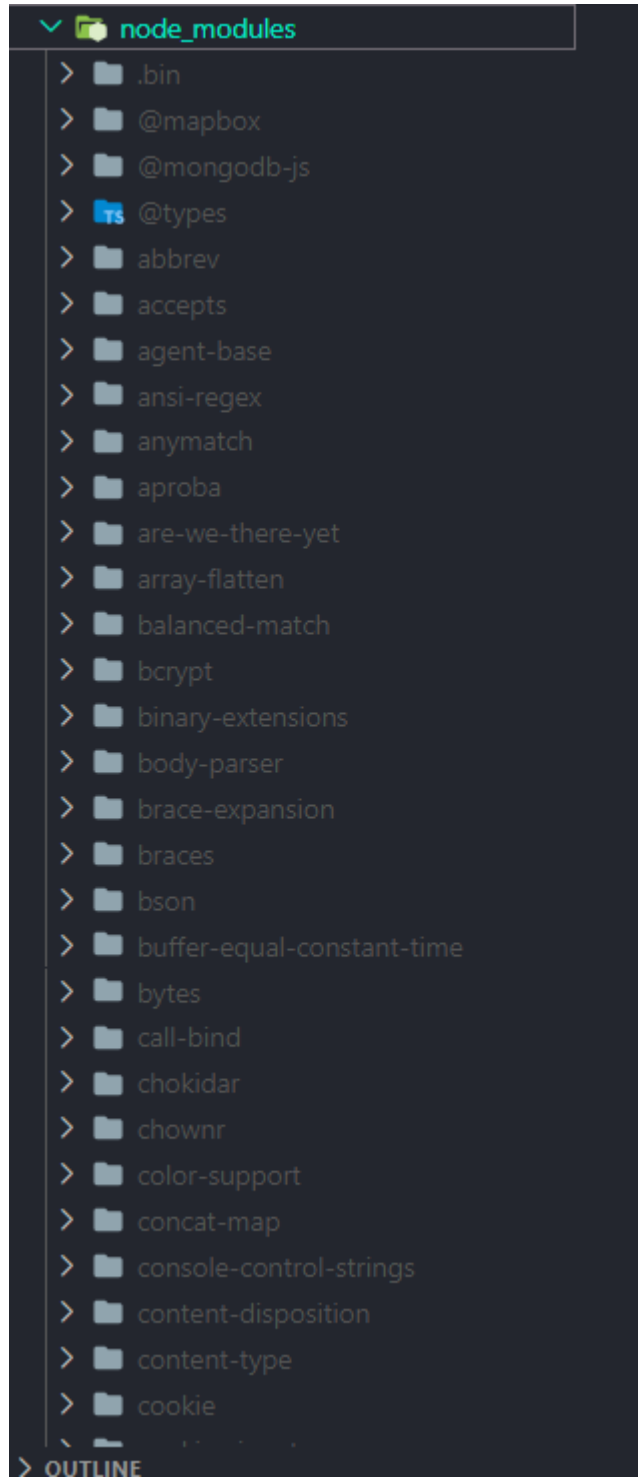 node_modules
.bin
@mapbox
@mongodb-js
TS @types
abbrev
accepts
agent-base
ansi-regex
anymatch
aproba
are-we-there-yet
array-flatten
balanced-match
bcrypt
binary-extensions
body-parser
brace-expansion
braces
bson
buffer-equal-constant-time
bytes
call-bind
chokidar
chownr
color-support
concat-map
console-control-strings
content-disposition
content-type
cookie
OUTLINE